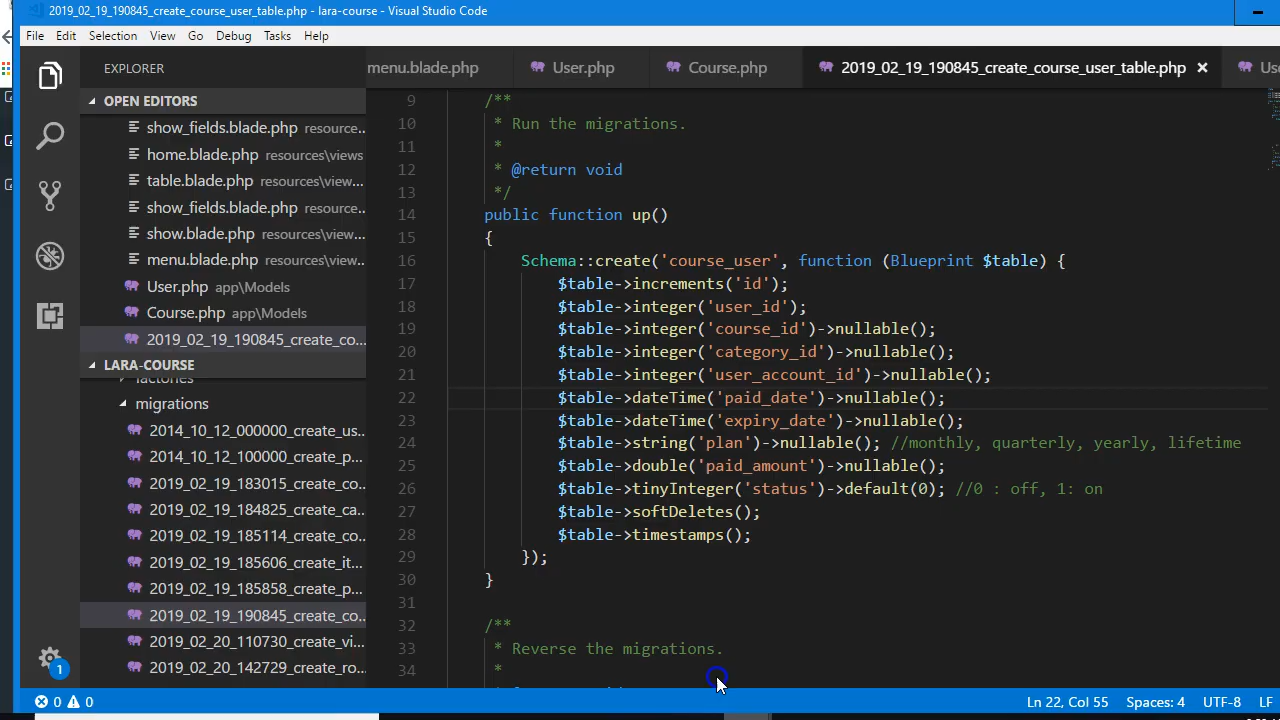 2019_02_19_190845_create_course_user_table.php - lara-course - Visual Studio Code
File Edit Selection View Go Debug Tasks Help
EXPLORER
menu.blade.php User.php Course.php 2019_02_19_190845_create_course_user_table.php
OPEN EDITORS
show_fields.blade.php resource...
home.blade.php resources\views
table.blade.php resources\view...
show_fields.blade.php resource...
show.blade.php resources\view...
menu.blade.php resources\view...
User.php app\Models
Course.php app\Models
2019_02_19_190845_create_co...
LARA-COURSE
factories
migrations
2014_10_12_000000_create_us...
2014_10_12_100000_create_p...
2019_02_19_183015_create_co...
2019_02_19_184825_create_ca...
2019_02_19_185114_create_co...
2019_02_19_185606_create_it...
2019_02_19_185858_create_p...
2019_02_19_190845_create_co...
2019_02_20_110730_create_vi...
2019_02_20_142729_create_ro...
1
9 /**
10 * Run the migrations.
11 *
12 * @return void
13 */
14 public function up()
15 {
16 Schema::create('course_user', function (Blueprint $table) {
17 $table->increments('id');
18 $table->integer('user_id');
19 $table->integer('course_id')->nullable();
20 $table->integer('category_id')->nullable();
21 $table->integer('user_account_id')->nullable();
22 $table->dateTime('paid_date')->nullable();
23 $table->dateTime('expiry_date')->nullable();
24 $table->string('plan')->nullable(); //monthly, quarterly, yearly, lifetime
25 $table->double('paid_amount')->nullable();
26 $table->tinyInteger('status')->default(0); //0 : off, 1: on
27 $table->softDeletes();
28 $table->timestamps();
29 });
30 }
31
32 /**
33 * Reverse the migrations.
34 *
0 0 Ln 22, Col 55 Spaces: 4 UTF-8 LF